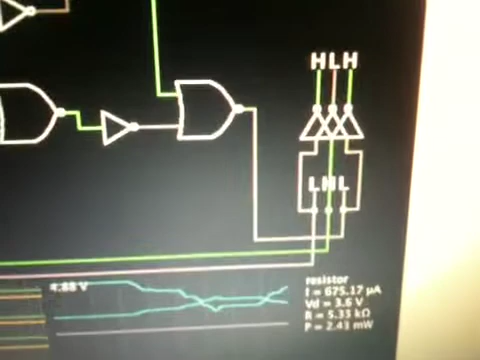 HLH
LHL
4.88 V
resistor
I = 675.17 µA
Vd = 3.6 V
R = 5.33 kΩ
P = 2.43 mW